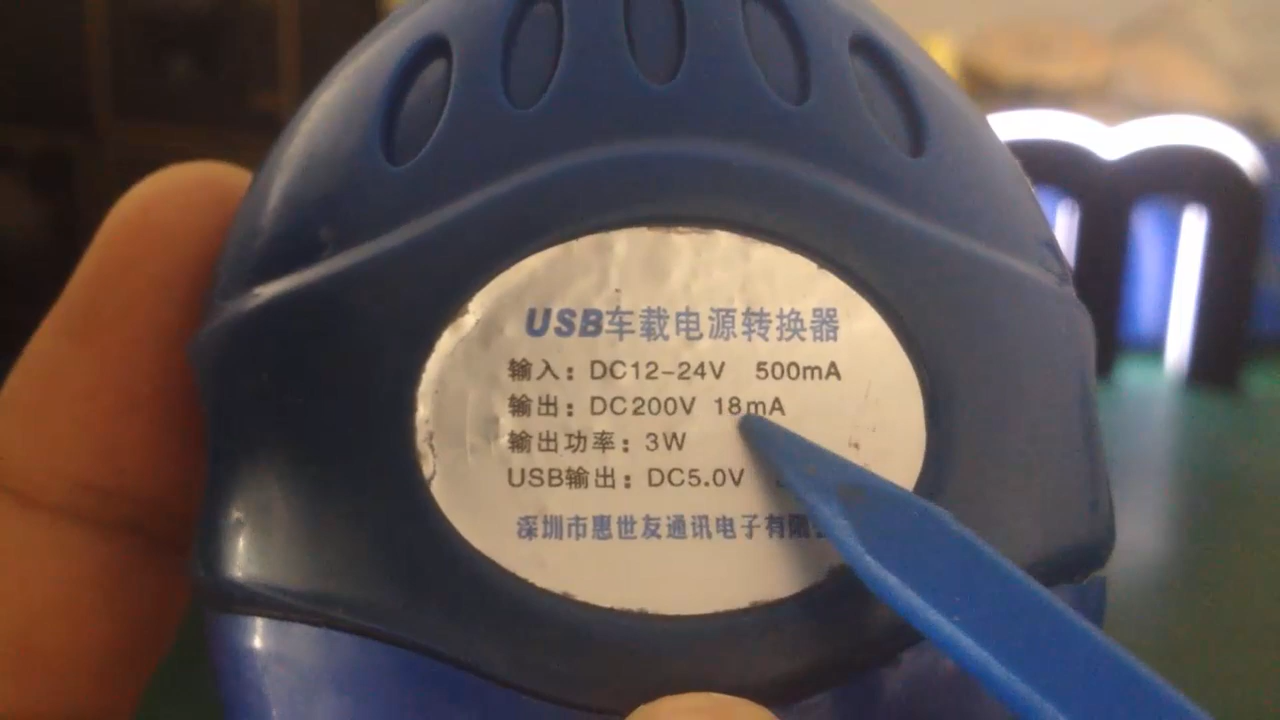 USB车载电源转换器
输入：DC12-24V 500mA
输出：DC200V 18mA
输出功率：3W
USB输出：DC5.0V
深圳市惠世友通讯电子有限
m